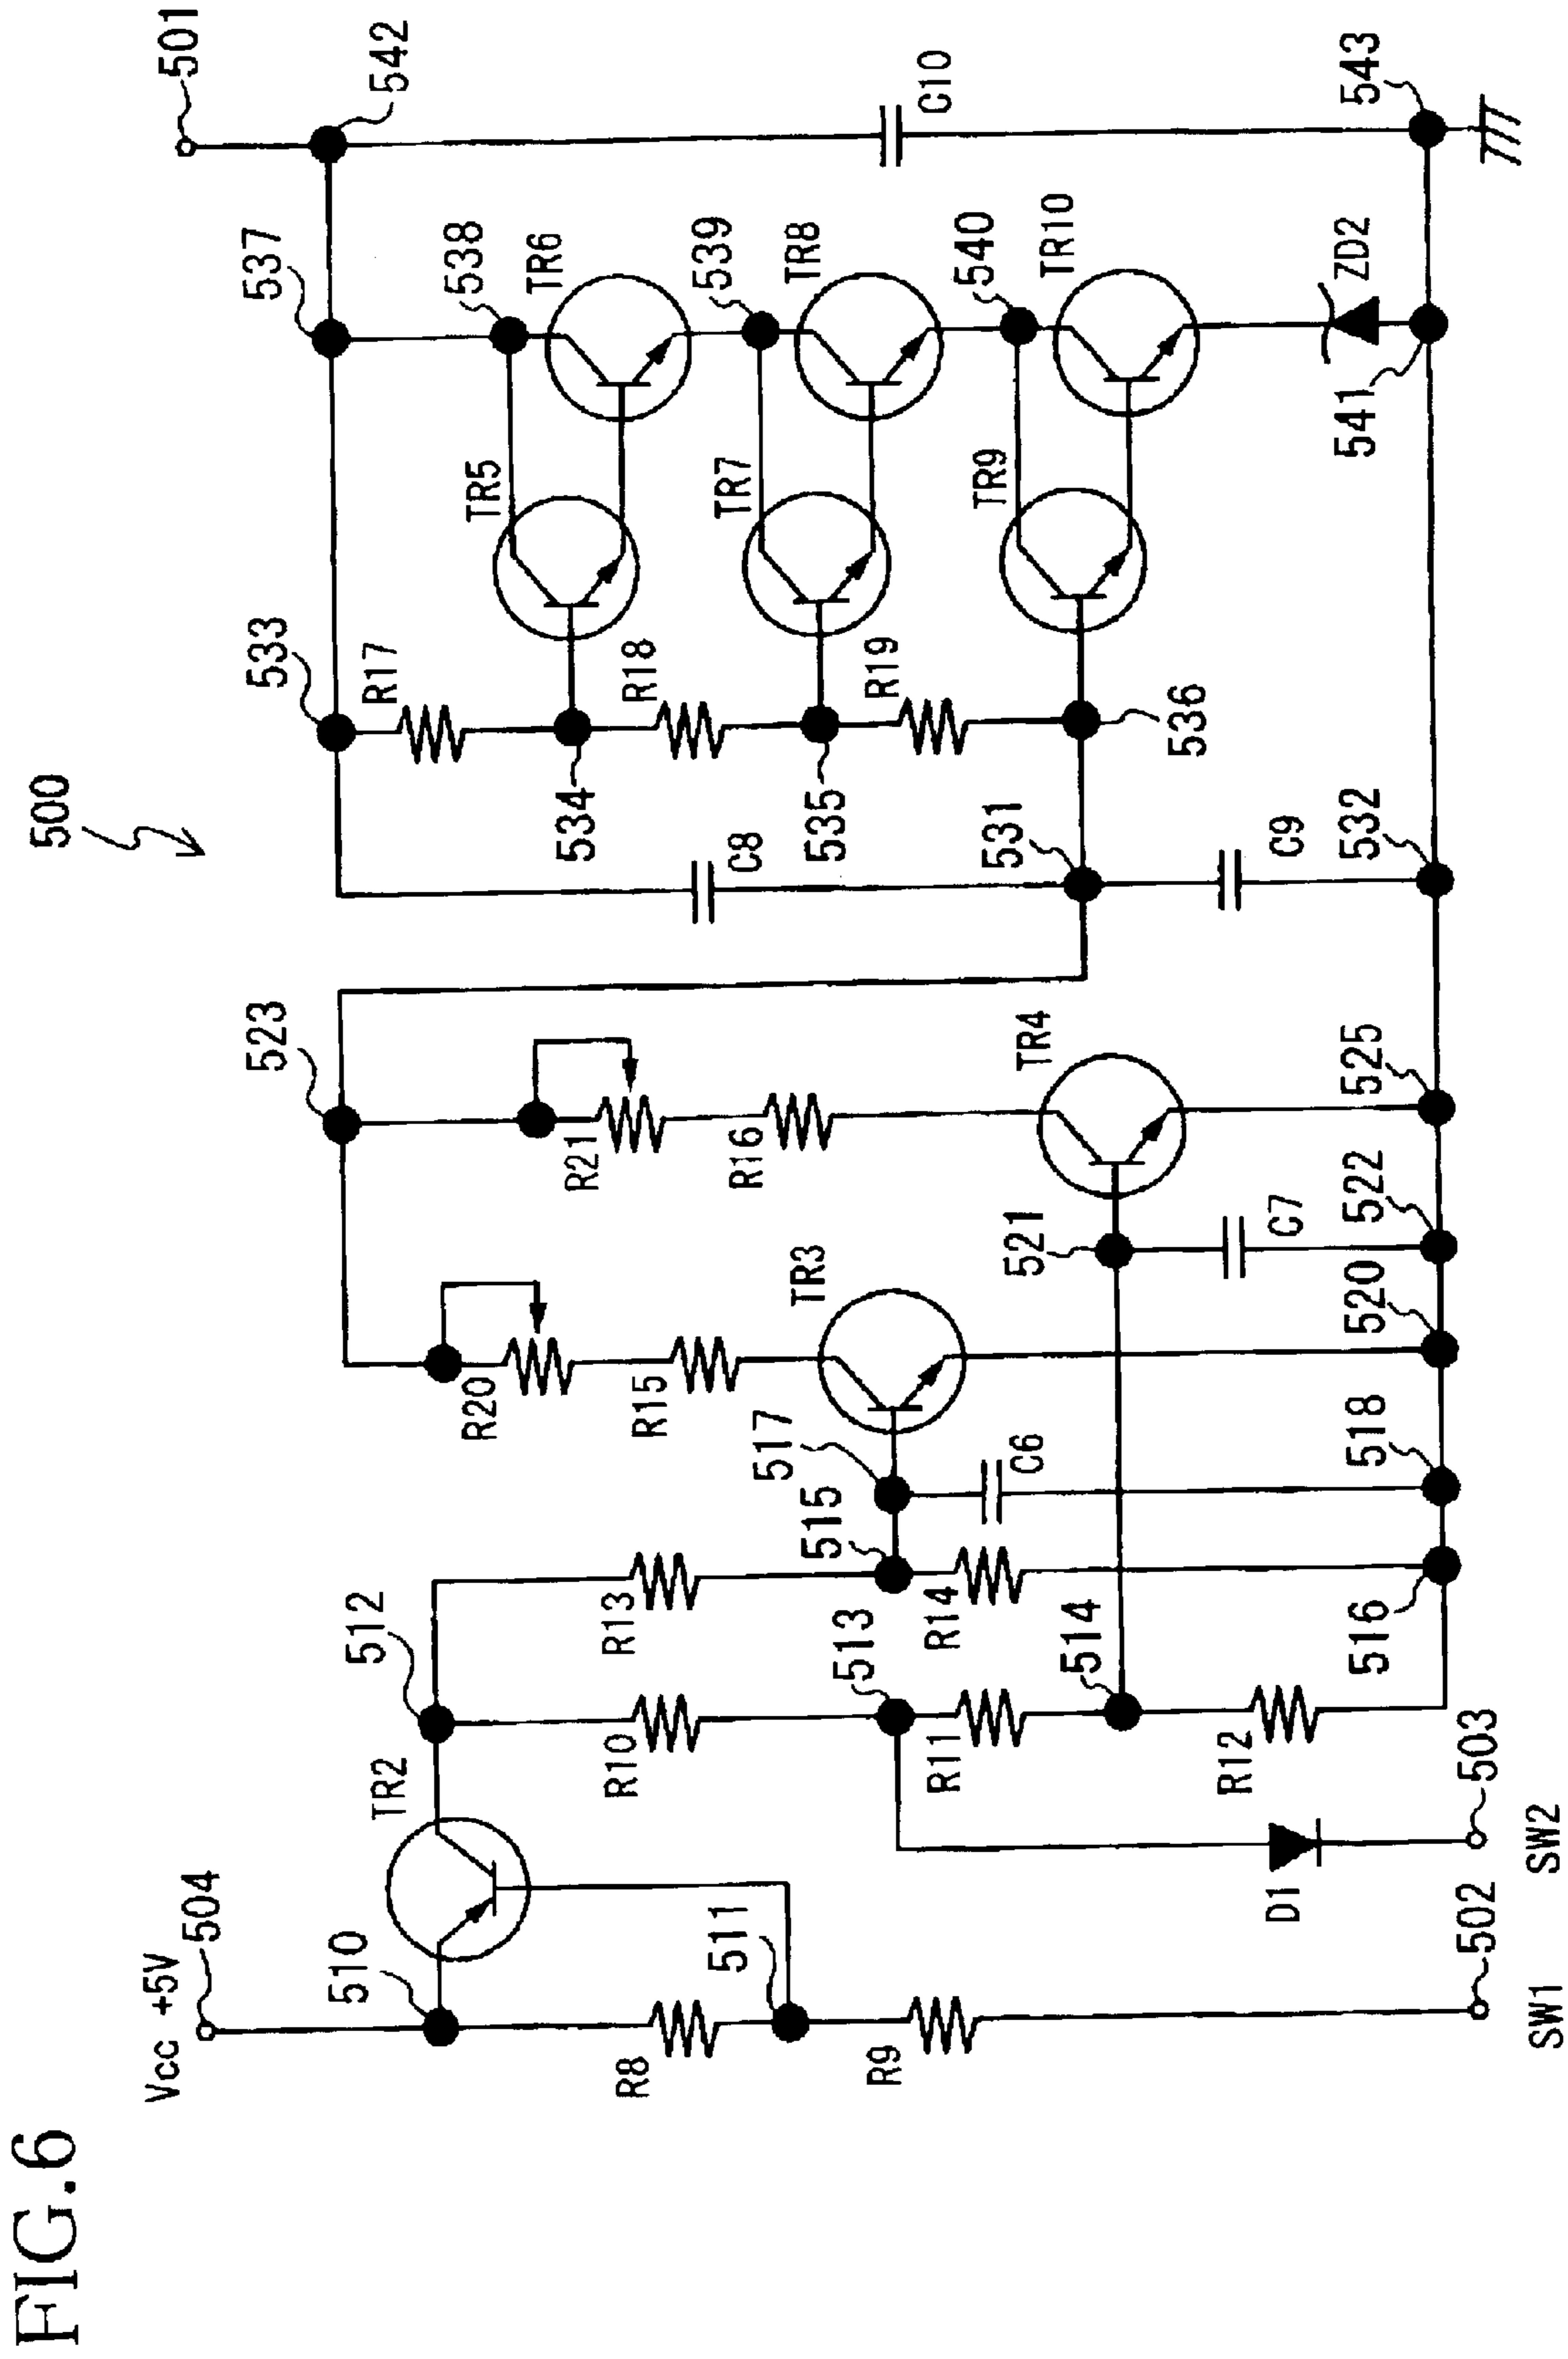 FIG.6
500
Vcc +5V
504
510
TR2
512
R8
511
R9
SW1
502
SW2
503
D1
R10
513
R11
514
R12
R13
515
R14
516
517
C6
518
TR3
R20
R15
520
521
C7
522
523
R21
R16
TR4
525
531
C8
C9
532
533
R17
534
R18
535
R19
536
TR5
TR7
TR9
537
538
TR6
539
TR8
540
TR10
541
ZD2
501
542
C10
543